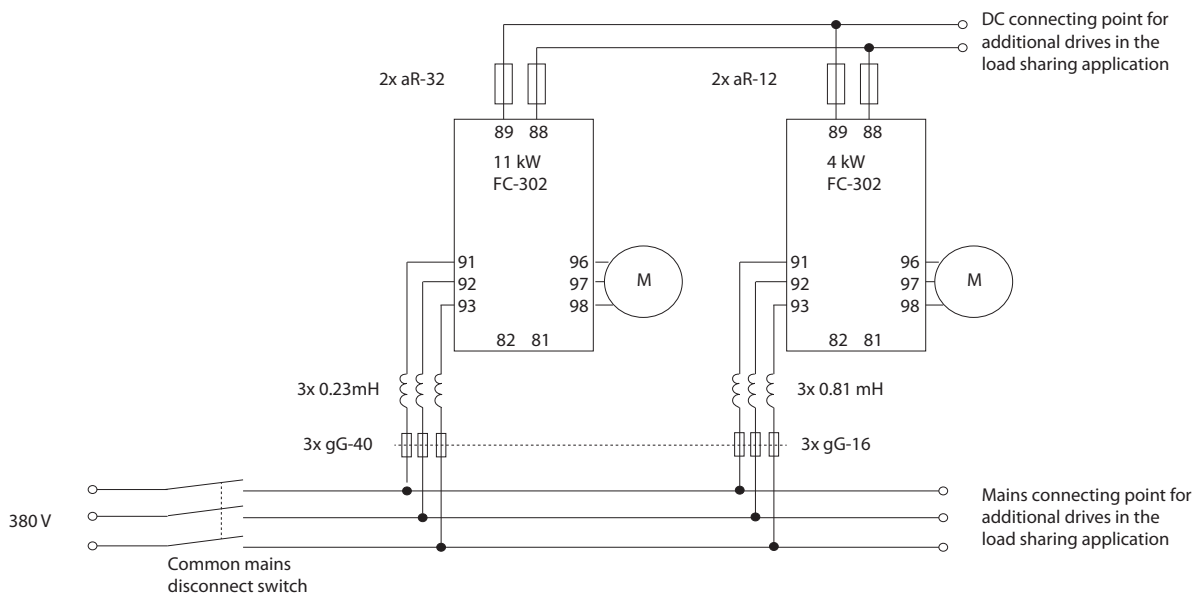 DC connecting point for
additional drives in the
load sharing application
2x aR-32
2x aR-12
89 88
89 88
11 kW
FC-302
4 kW
FC-302
91
92
93
96
97
98
M
91
92
93
96
97
98
M
82 81
82 81
3x 0.23mH
3x 0.81 mH
3x gG-40
3x gG-16
380 V
Mains connecting point for
additional drives in the
load sharing application
Common mains
disconnect switch